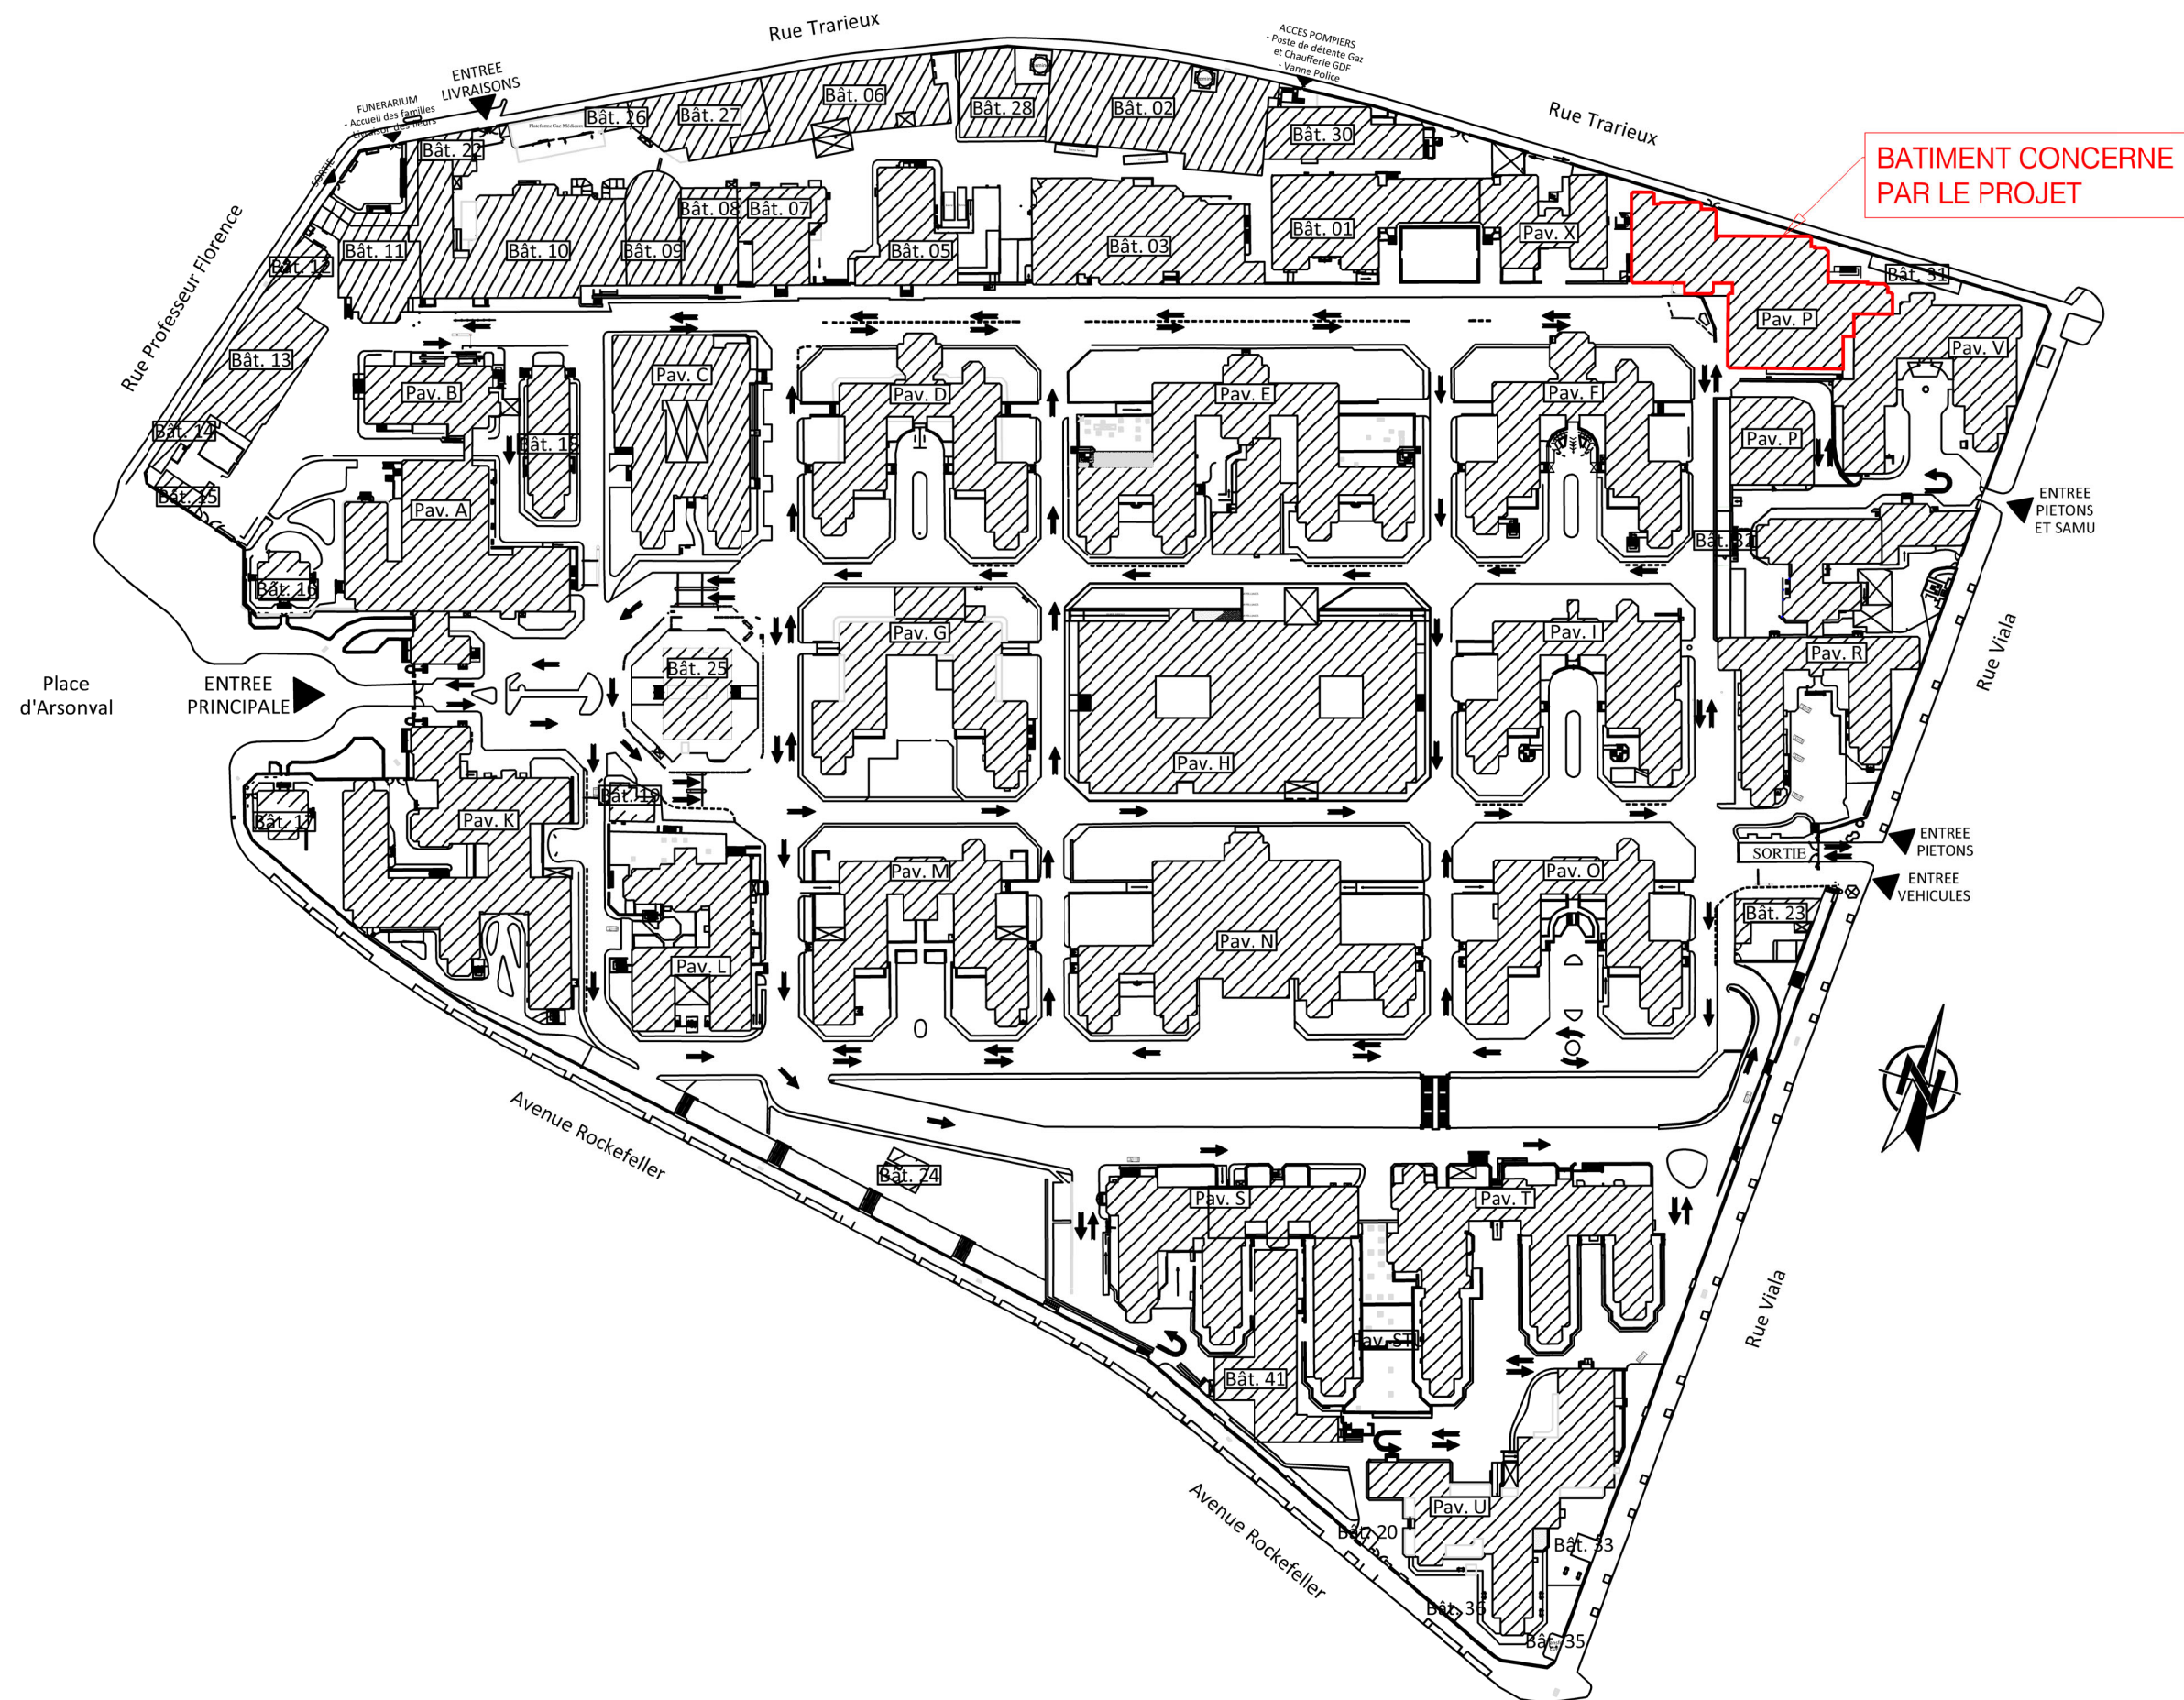 Rue Trarieux
ACCES POMPIERS
- Poste de détente Gaz
et Chaufferie GDF
- Vanne Police
ENTREE
LIVRAISONS
FUNERARIUM
- Accueil des familles
- Livraison des fleurs
SORTIE
Rue Trarieux
BATIMENT CONCERNE
PAR LE PROJET
Bât. 06
Bât. 26
Bât. 27
Bât. 28
Bât. 02
Bât. 30
Bât. 22
Bât. 08
Bât. 07
Bât. 01
Pav. X
Bât. 11
Bât. 10
Bât. 09
Bât. 05
Bât. 03
Bât. 12
Bât. 31
Rue Professeur Florence
Pav. P
Pav. V
Bât. 13
Pav. C
Pav. B
Pav. D
Pav. E
Pav. F
Bât. 14
Pav. P
Bât. 15
Pav. A
ENTREE
PIETONS
ET SAMU
Bât. 32
Bât. 16
Pav. G
Pav. I
Pav. R
Rue Viala
Bât. 25
Place
d'Arsonval
ENTREE
PRINCIPALE
Pav. H
Bât. 19
Bât. 17
Pav. K
SORTIE
ENTREE
PIETONS
ENTREE
VEHICULES
Pav. M
Pav. O
Bât. 23
Pav. N
Pav. L
Avenue Rockefeller
Bât. 24
Pav. S
Pav. T
Rue Viala
Pav. STU
Bât. 41
Pav. U
Avenue Rockefeller
Bât. 20
Bât. 33
Bât. 36
Bât. 35